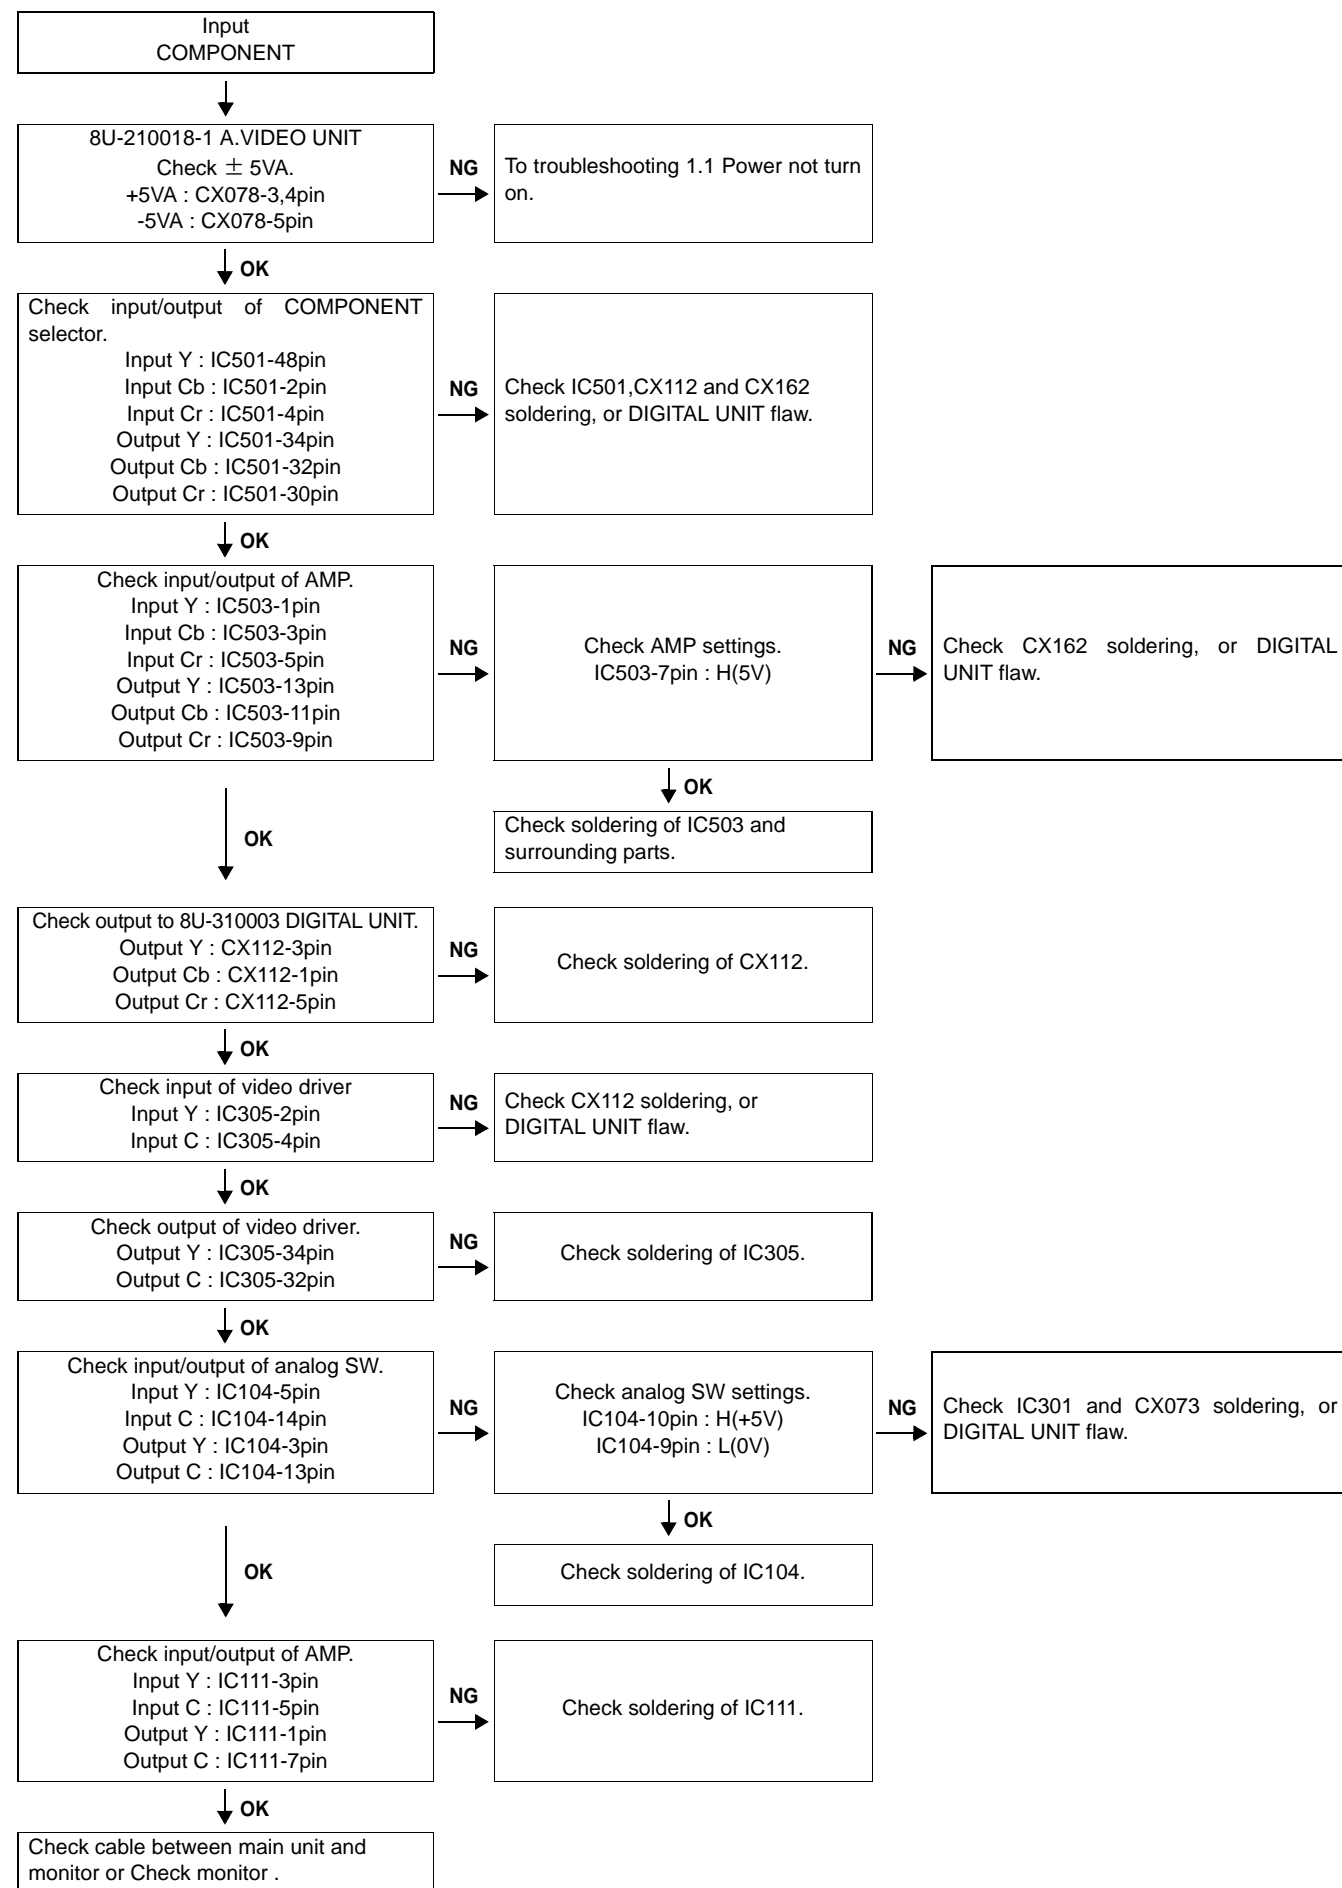 Input
COMPONENT
8U-210018-1 A.VIDEO UNIT
Check ± 5VA.
+5VA : CX078-3,4pin
-5VA : CX078-5pin
NG
To troubleshooting 1.1 Power not turn
on.
OK
Check input/output of COMPONENT
selector.
Input Y : IC501-48pin
Input Cb : IC501-2pin
Input Cr : IC501-4pin
Output Y : IC501-34pin
Output Cb : IC501-32pin
Output Cr : IC501-30pin
NG
Check IC501,CX112 and CX162
soldering, or DIGITAL UNIT flaw.
OK
Check input/output of AMP.
Input Y : IC503-1pin
Input Cb : IC503-3pin
Input Cr : IC503-5pin
Output Y : IC503-13pin
Output Cb : IC503-11pin
Output Cr : IC503-9pin
NG
Check AMP settings.
IC503-7pin : H(5V)
NG
Check CX162 soldering, or DIGITAL
UNIT flaw.
OK
Check soldering of IC503 and
surrounding parts.
OK
Check output to 8U-310003 DIGITAL UNIT.
Output Y : CX112-3pin
Output Cb : CX112-1pin
Output Cr : CX112-5pin
NG
Check soldering of CX112.
OK
Check input of video driver
Input Y : IC305-2pin
Input C : IC305-4pin
NG
Check CX112 soldering, or
DIGITAL UNIT flaw.
OK
Check output of video driver.
Output Y : IC305-34pin
Output C : IC305-32pin
NG
Check soldering of IC305.
OK
Check input/output of analog SW.
Input Y : IC104-5pin
Input C : IC104-14pin
Output Y : IC104-3pin
Output C : IC104-13pin
NG
Check analog SW settings.
IC104-10pin : H(+5V)
IC104-9pin : L(0V)
NG
Check IC301 and CX073 soldering, or
DIGITAL UNIT flaw.
OK
Check soldering of IC104.
OK
Check input/output of AMP.
Input Y : IC111-3pin
Input C : IC111-5pin
Output Y : IC111-1pin
Output C : IC111-7pin
NG
Check soldering of IC111.
OK
Check cable between main unit and
monitor or Check monitor .